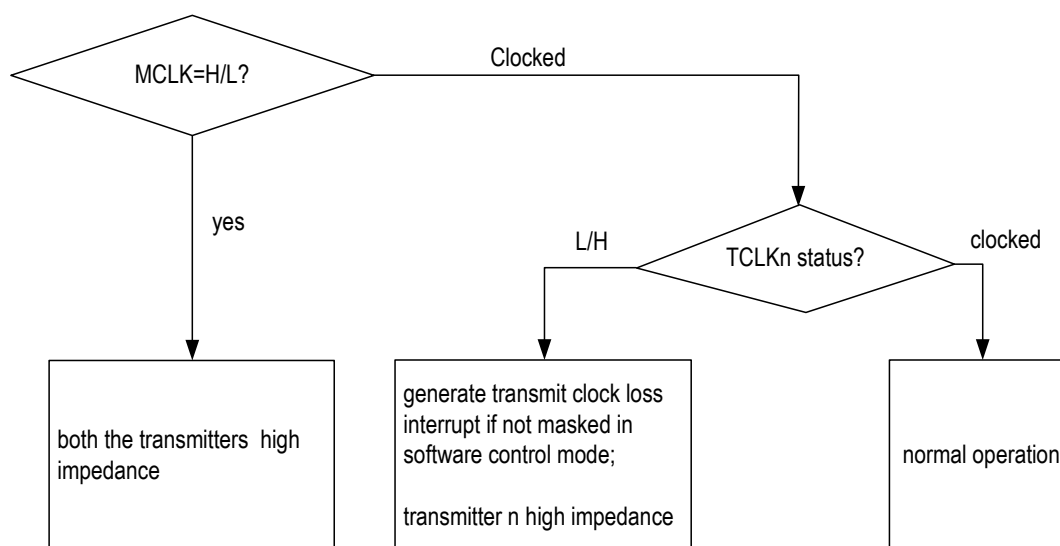 MCLK=H/L?
Clocked
yes
L/H
TCLKn status?
clocked
both the transmitters high
impedance
generate transmit clock loss
interrupt if not masked in
software control mode;
transmitter n high impedance
normal operation